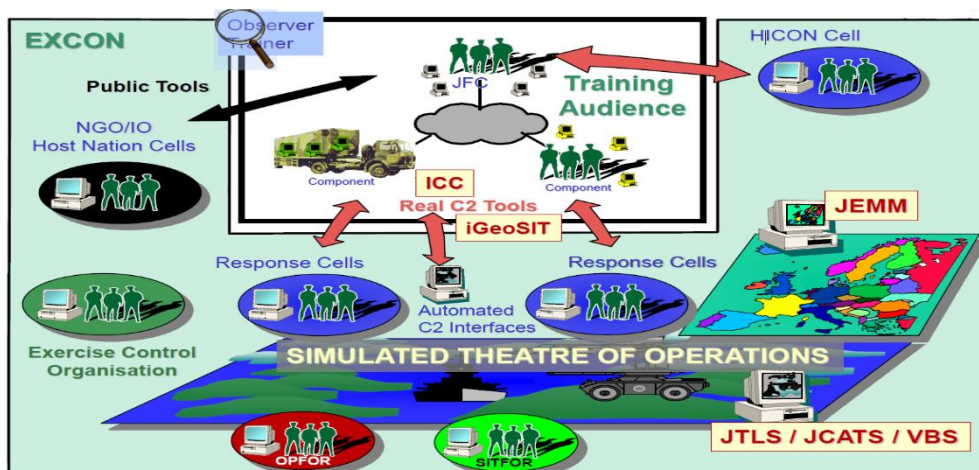 EXCON
Observer
Trainer
HICON Cell
Public Tools
JFC
Training
Audience
NGO/IO
Host Nation Cells
Component
Component
ICC
Real C2 Tools
iGeoSIT
JEMM
Response Cells
Response Cells
Automated
C2 Interfaces
Exercise Control
Organisation
SIMULATED THEATRE OF OPERATIONS
JTLS / JCATS / VBS
OPFOR
SITFOR